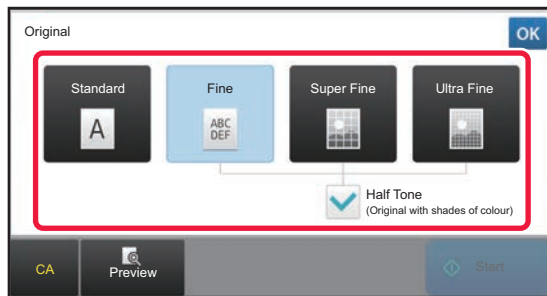 Original
OK
Standard
Fine
Super Fine
Ultra Fine
A
ABC
DEF
Half Tone
(Original with shades of colour)
CA
Preview
Start